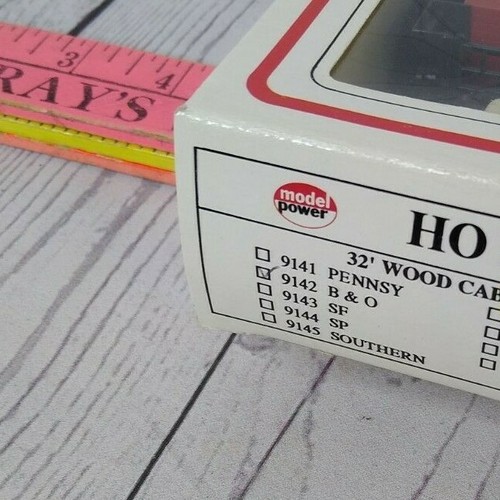 3 4
RAY'S
model
power
HO
32' WOOD CAB
9141 PENNSY
9142 B & O
9143 SF
9144 SP
9145 SOUTHERN